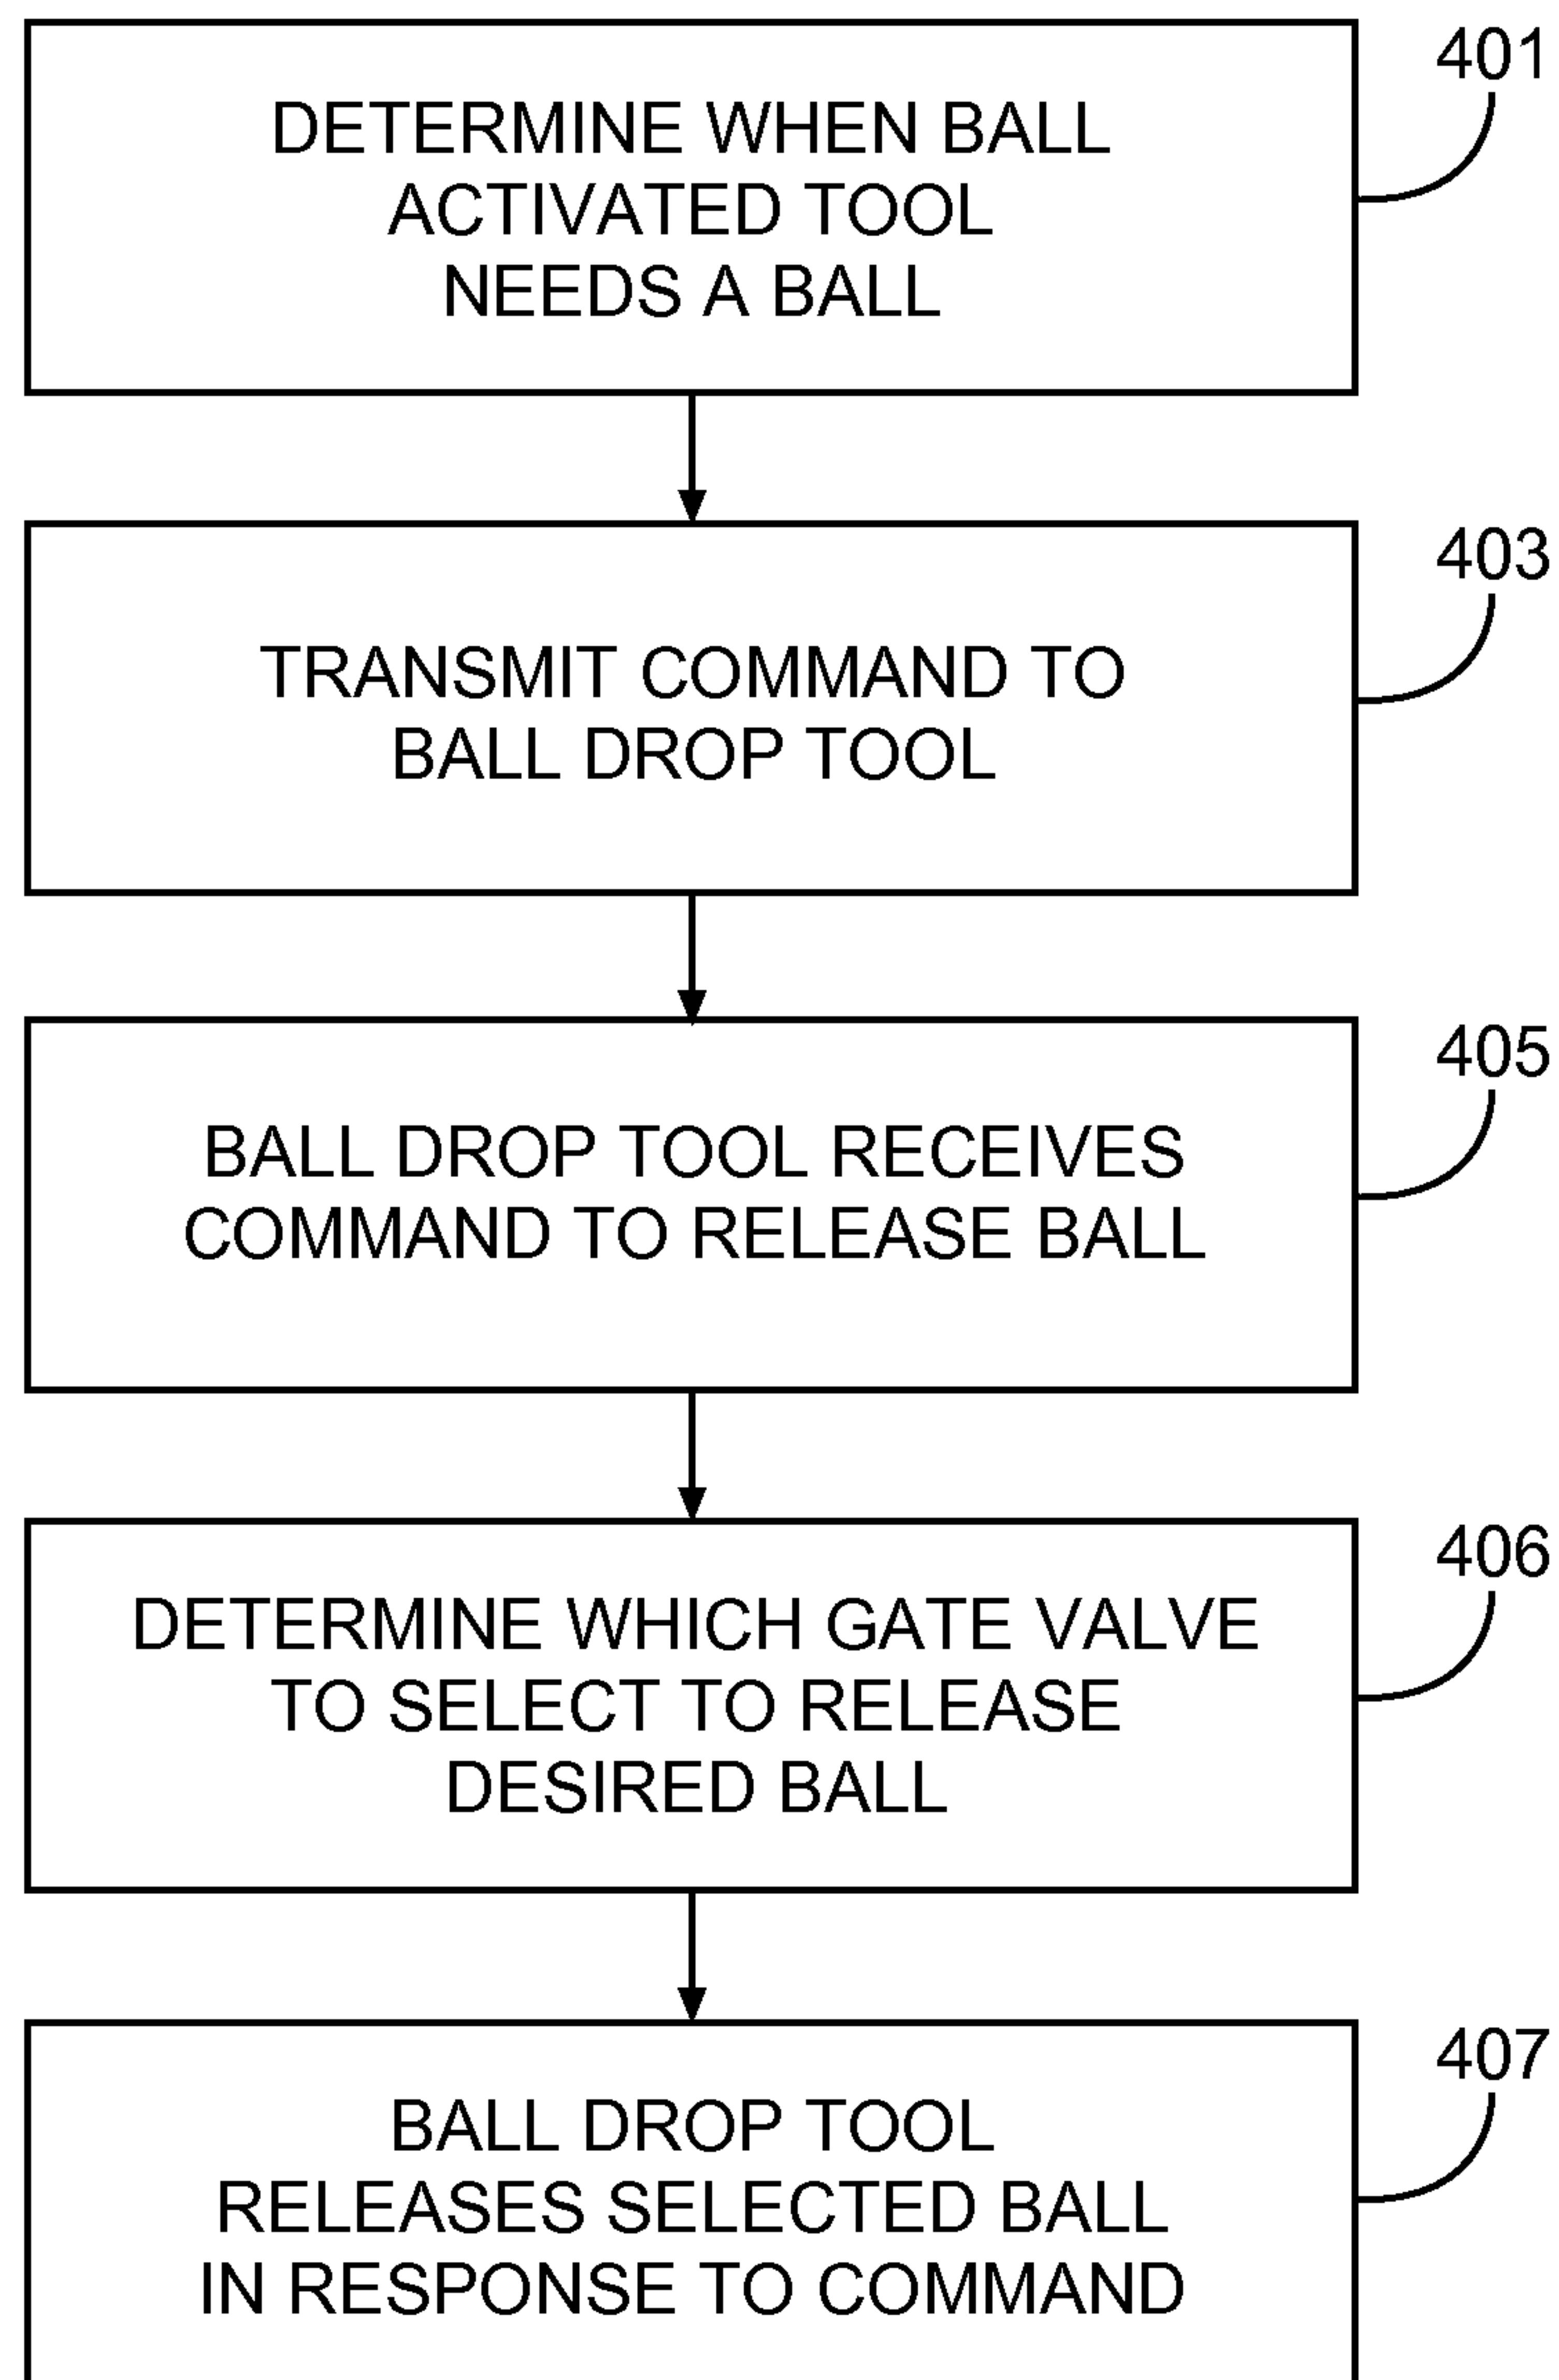 401
DETERMINE WHEN BALL
ACTIVATED TOOL
NEEDS A BALL
403
TRANSMIT COMMAND TO
BALL DROP TOOL
405
BALL DROP TOOL RECEIVES
COMMAND TO RELEASE BALL
406
DETERMINE WHICH GATE VALVE
TO SELECT TO RELEASE
DESIRED BALL
407
BALL DROP TOOL
RELEASES SELECTED BALL
IN RESPONSE TO COMMAND